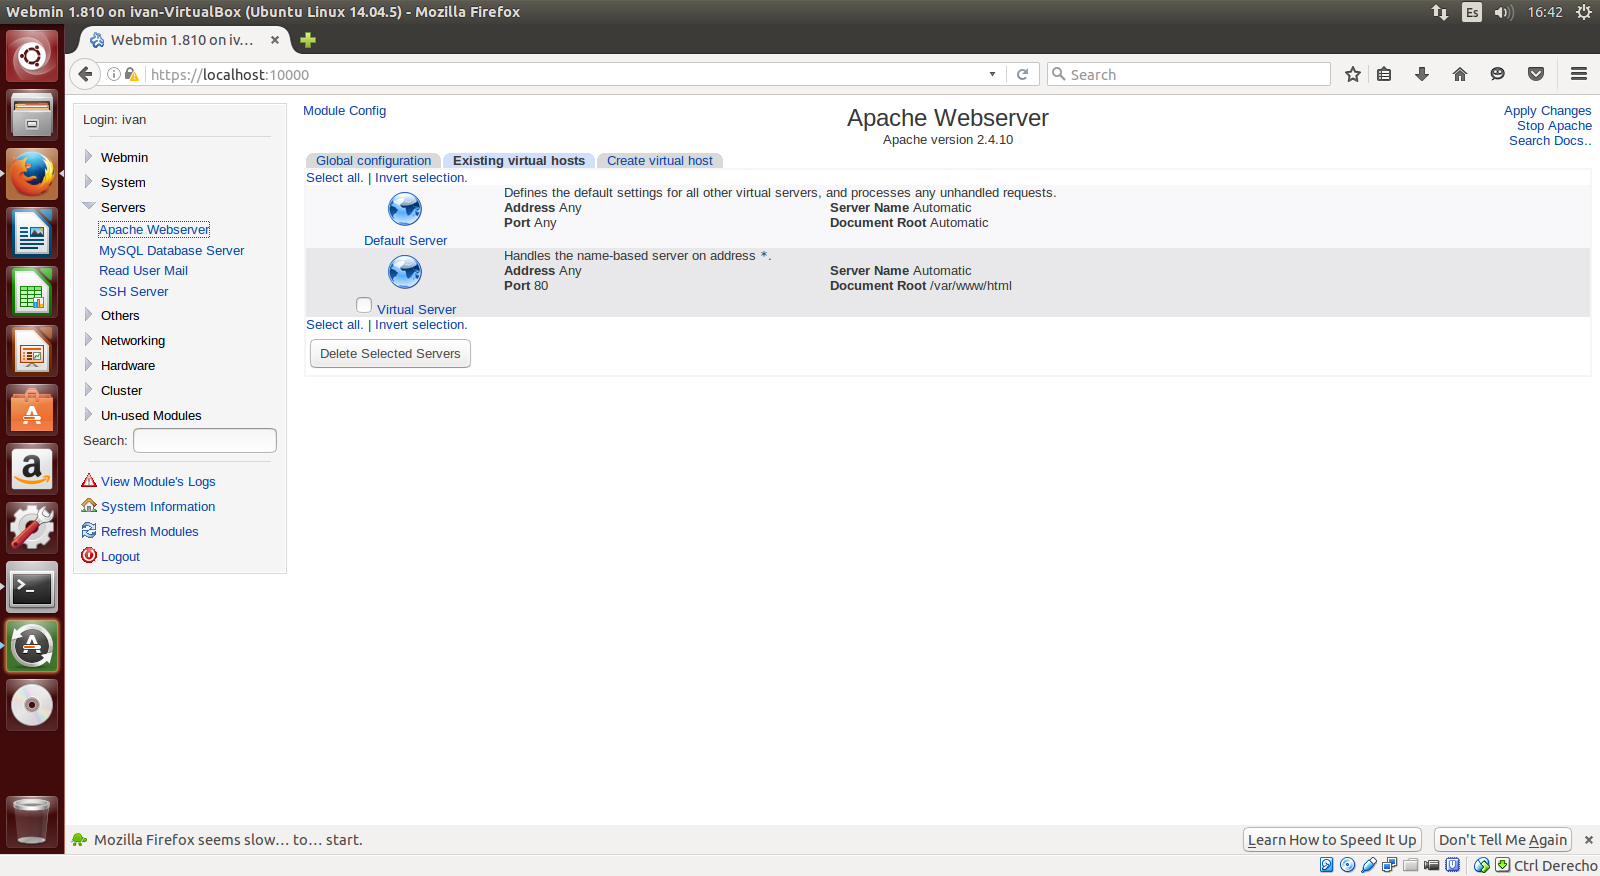 Webmin 1.810 on ivan-VirtualBox (Ubuntu Linux 14.04.5) - Mozilla Firefox
Es
16:42
Webmin 1.810 on iv...
https://localhost:10000
Search
Login: ivan
Webmin
System
Servers
Apache Webserver
MySQL Database Server
Read User Mail
SSH Server
Others
Networking
Hardware
Cluster
Un-used Modules
Search:
View Module's Logs
System Information
Refresh Modules
Logout
Module Config
Apache Webserver
Apache version 2.4.10
Apply Changes
Stop Apache
Search Docs..
Global configuration
Existing virtual hosts
Create virtual host
Select all. | Invert selection.
Default Server
Defines the default settings for all other virtual servers, and processes any unhandled requests.
Address Any
Server Name Automatic
Port Any
Document Root Automatic
Virtual Server
Handles the name-based server on address *.
Address Any
Server Name Automatic
Port 80
Document Root /var/www/html
Select all. | Invert selection.
Delete Selected Servers
Mozilla Firefox seems slow... to... start.
Learn How to Speed It Up
Don't Tell Me Again
Ctrl Derecho